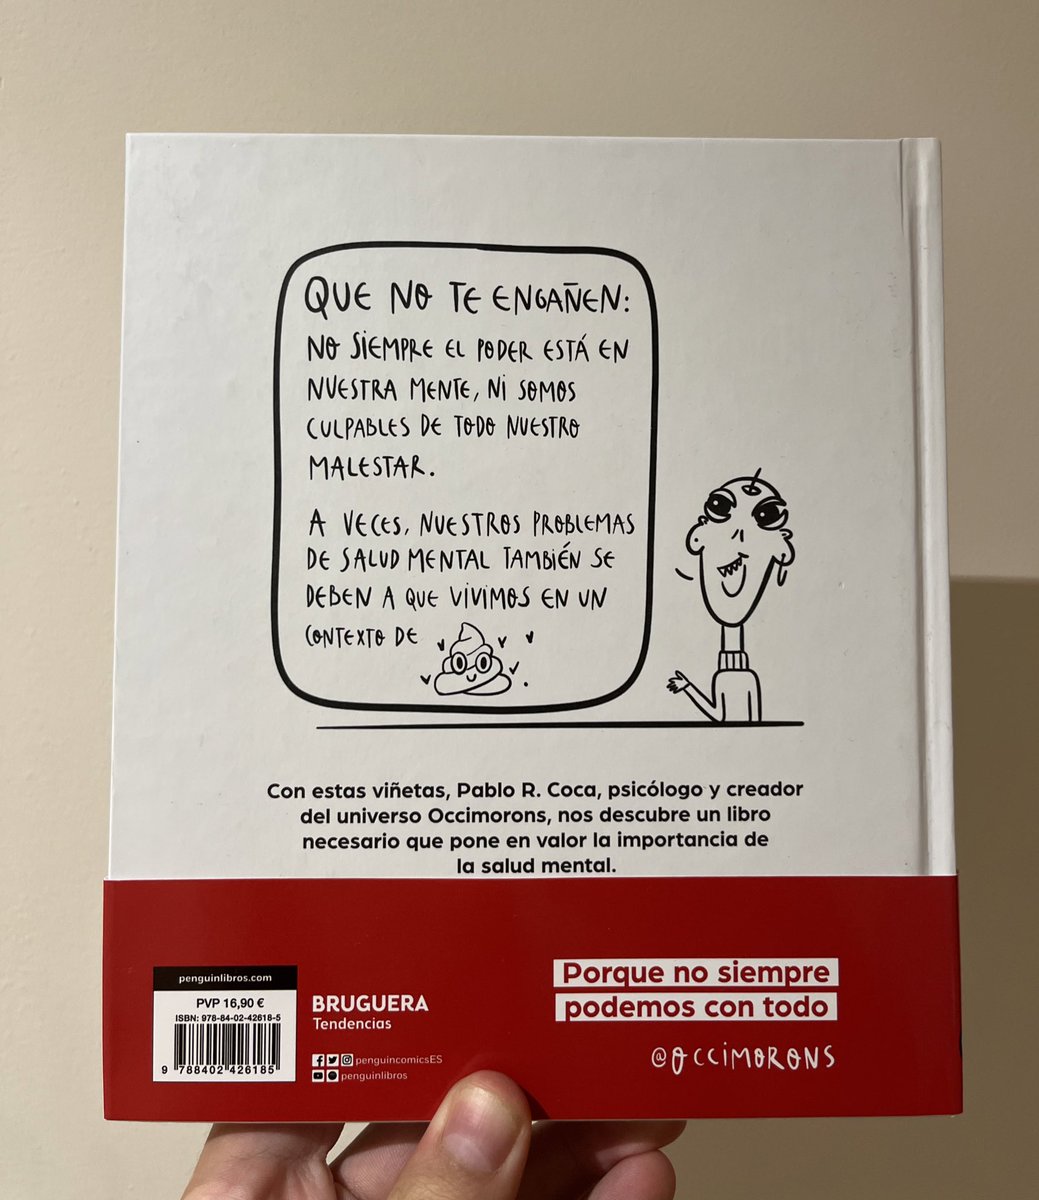 QUE NO TE ENGAÑEN:
NO SIEMPRE EL PODER ESTÁ EN
NUESTRA MENTE, NI SOMOS
CULPABLES DE TODO NUESTRO
MALESTAR.
A VECES, NUESTROS PROBLEMAS
DE SALUD MENTAL TAMBIÉN SE
DEBEN A QUE VIVIMOS EN UN
CONTEXTO DE .
Con estas viñetas, Pablo R. Coca, psicólogo y creador
del universo Occimorons, nos descubre un libro
necesario que pone en valor la importancia de
la salud mental.
penguinlibros.com
PVP 16,90 €
ISBN: 978-84-02-42618-5
9 788402 426185
BRUGUERA
Tendencias
penguincomicsES
penguinlibros
Porque no siempre
podemos con todo
@OCCIMORONS